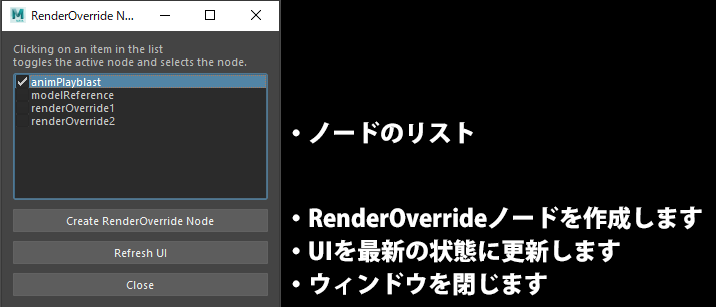 RenderOverride N...
Clicking on an item in the list
toggles the active node and selects the node.
animPlayblast
modelReference
renderOverride1
renderOverride2
Create RenderOverride Node
Refresh UI
Close
・ノードのリスト
・RenderOverrideノードを作成します
・UIを最新の状態に更新します
・ウィンドウを閉じます